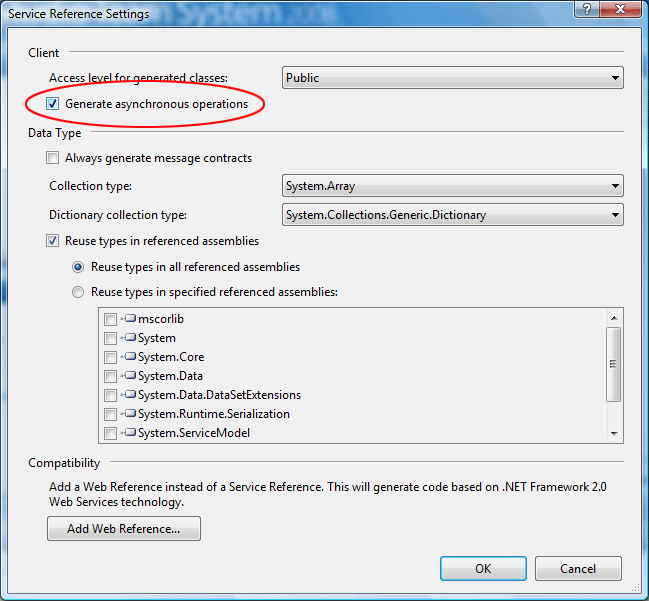 Service Reference Settings
Client
Access level for generated classes: Public
Generate asynchronous operations
Data Type
Always generate message contracts
Collection type: System.Array
Dictionary collection type: System.Collections.Generic.Dictionary
Reuse types in referenced assemblies
Reuse types in all referenced assemblies
Reuse types in specified referenced assemblies:
mscorlib
System
System.Core
System.Data
System.Data.DataSetExtensions
System.Runtime.Serialization
System.ServiceModel
Compatibility
Add a Web Reference instead of a Service Reference. This will generate code based on .NET Framework 2.0
Web Services technology.
Add Web Reference...
OK Cancel